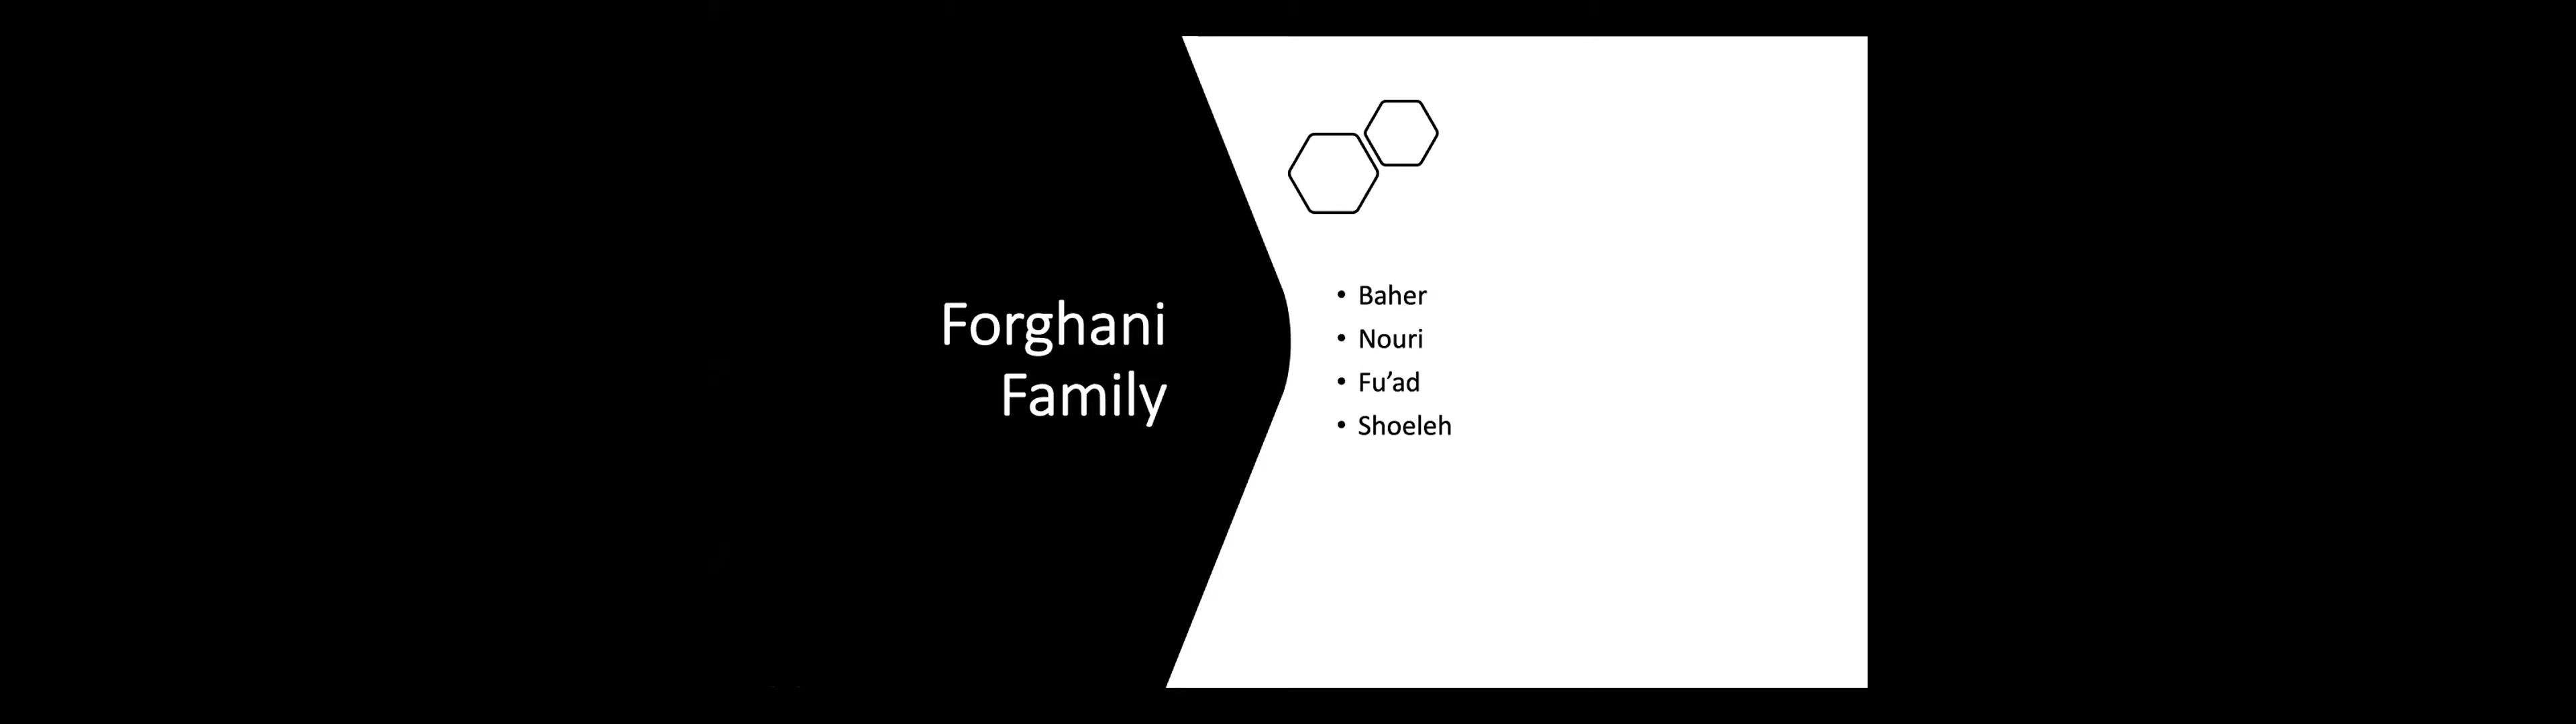 Forghani
Family
• Baher
• Nouri
• Fu’ad
• Shoeleh